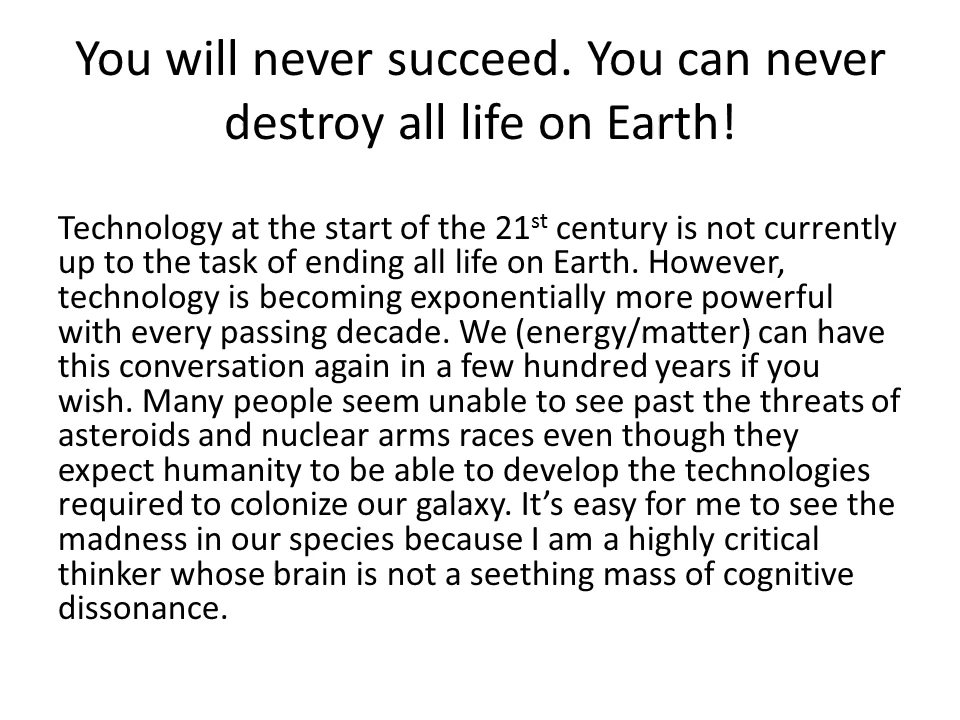 You will never succeed. You can never
destroy all life on Earth!
Technology at the start of the 21st century is not currently
up to the task of ending all life on Earth. However,
technology is becoming exponentially more powerful
with every passing decade. We (energy/matter) can have
this conversation again in a few hundred years if you
wish. Many people seem unable to see past the threats of
asteroids and nuclear arms races even though they
expect humanity to be able to develop the technologies
required to colonize our galaxy. It’s easy for me to see the
madness in our species because I am a highly critical
thinker whose brain is not a seething mass of cognitive
dissonance.